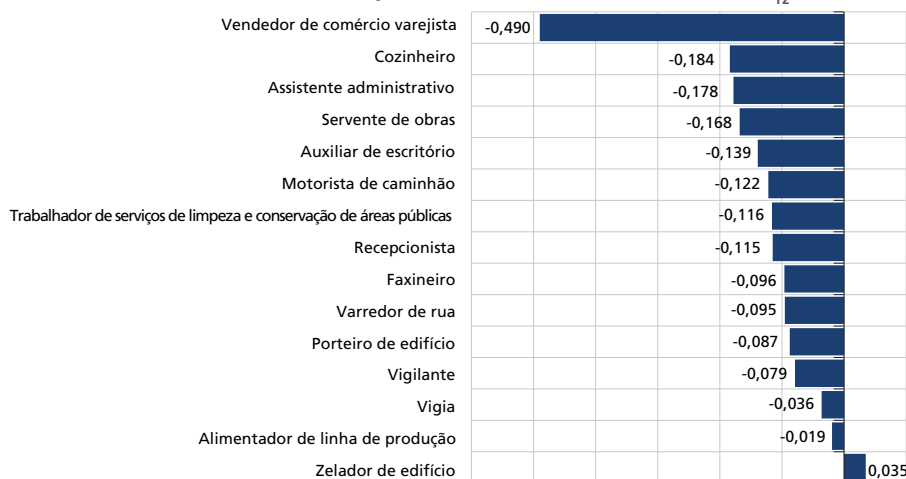 12
Vendedor de comércio varejista -0,490
Cozinheiro -0,184
Assistente administrativo -0,178
Servente de obras -0,168
Auxiliar de escritório -0,139
Motorista de caminhão -0,122
Trabalhador de serviços de limpeza e conservação de áreas públicas -0,116
Recepcionista -0,115
Faxineiro -0,096
Varredor de rua -0,095
Porteiro de edifício -0,087
Vigilante -0,079
Vigia -0,036
Alimentador de linha de produção -0,019
Zelador de edifício 0,035